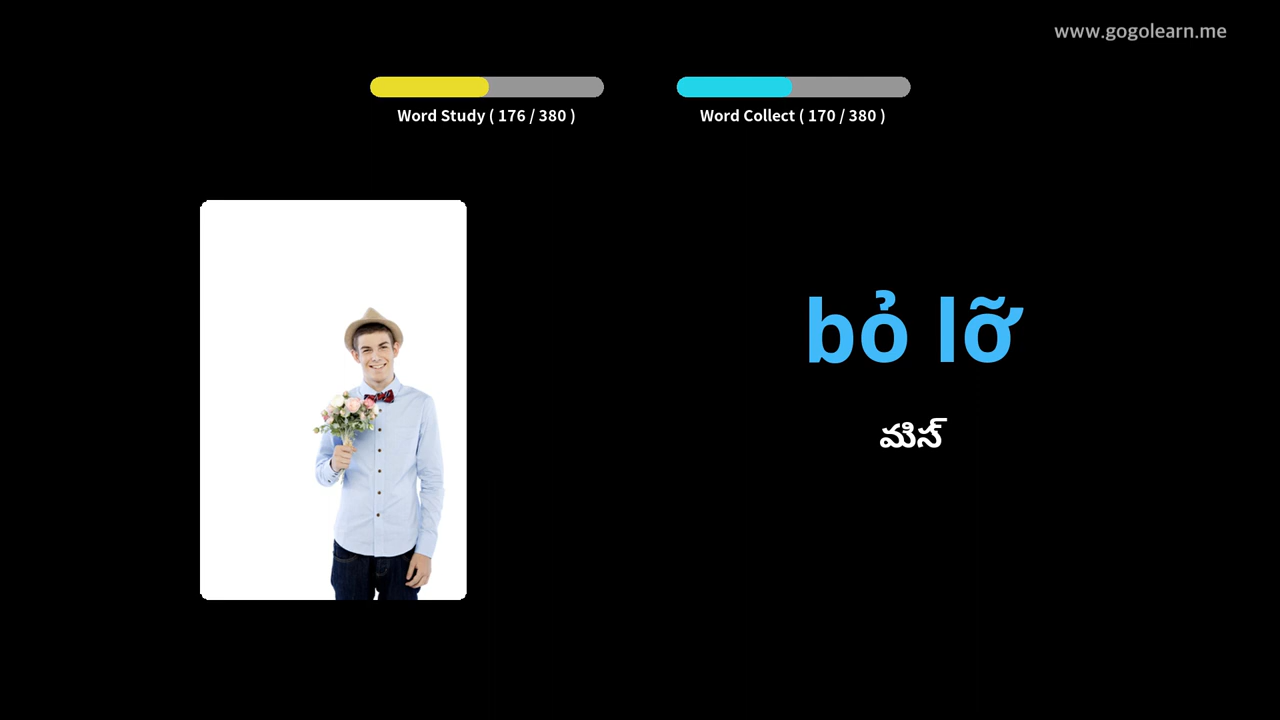 www.gogolearn.me
Word Study ( 176 / 380 )
Word Collect ( 170 / 380 )
bỏ lỡ
మిస్